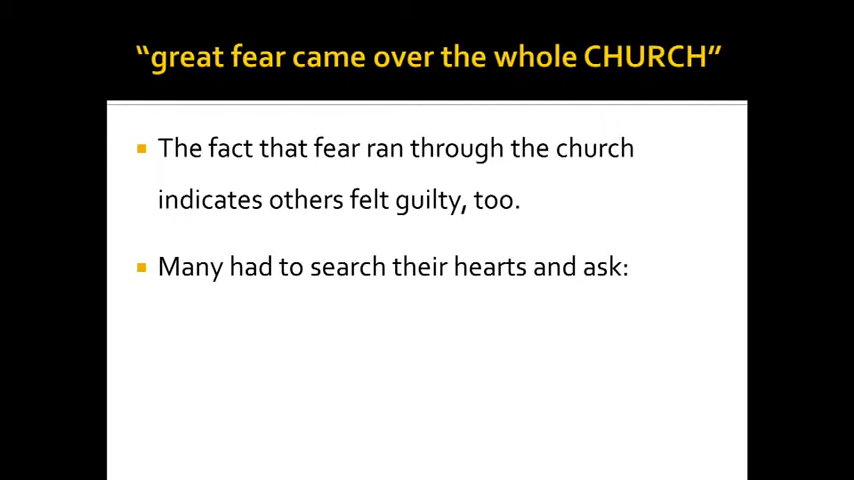 “great fear came over the whole CHURCH”
The fact that fear ran through the church
indicates others felt guilty, too.
Many had to search their hearts and ask: